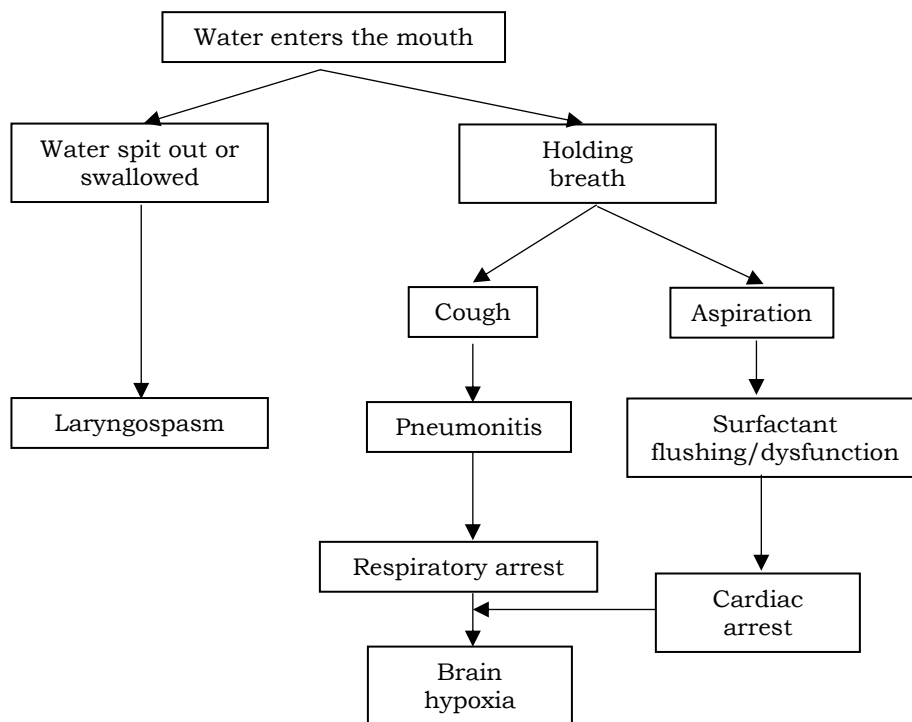 Water enters the mouth
Water spit out or
swallowed
Holding
breath
Cough
Aspiration
Laryngospasm
Pneumonitis
Surfactant
flushing/dysfunction
Respiratory arrest
Cardiac
arrest
Brain
hypoxia